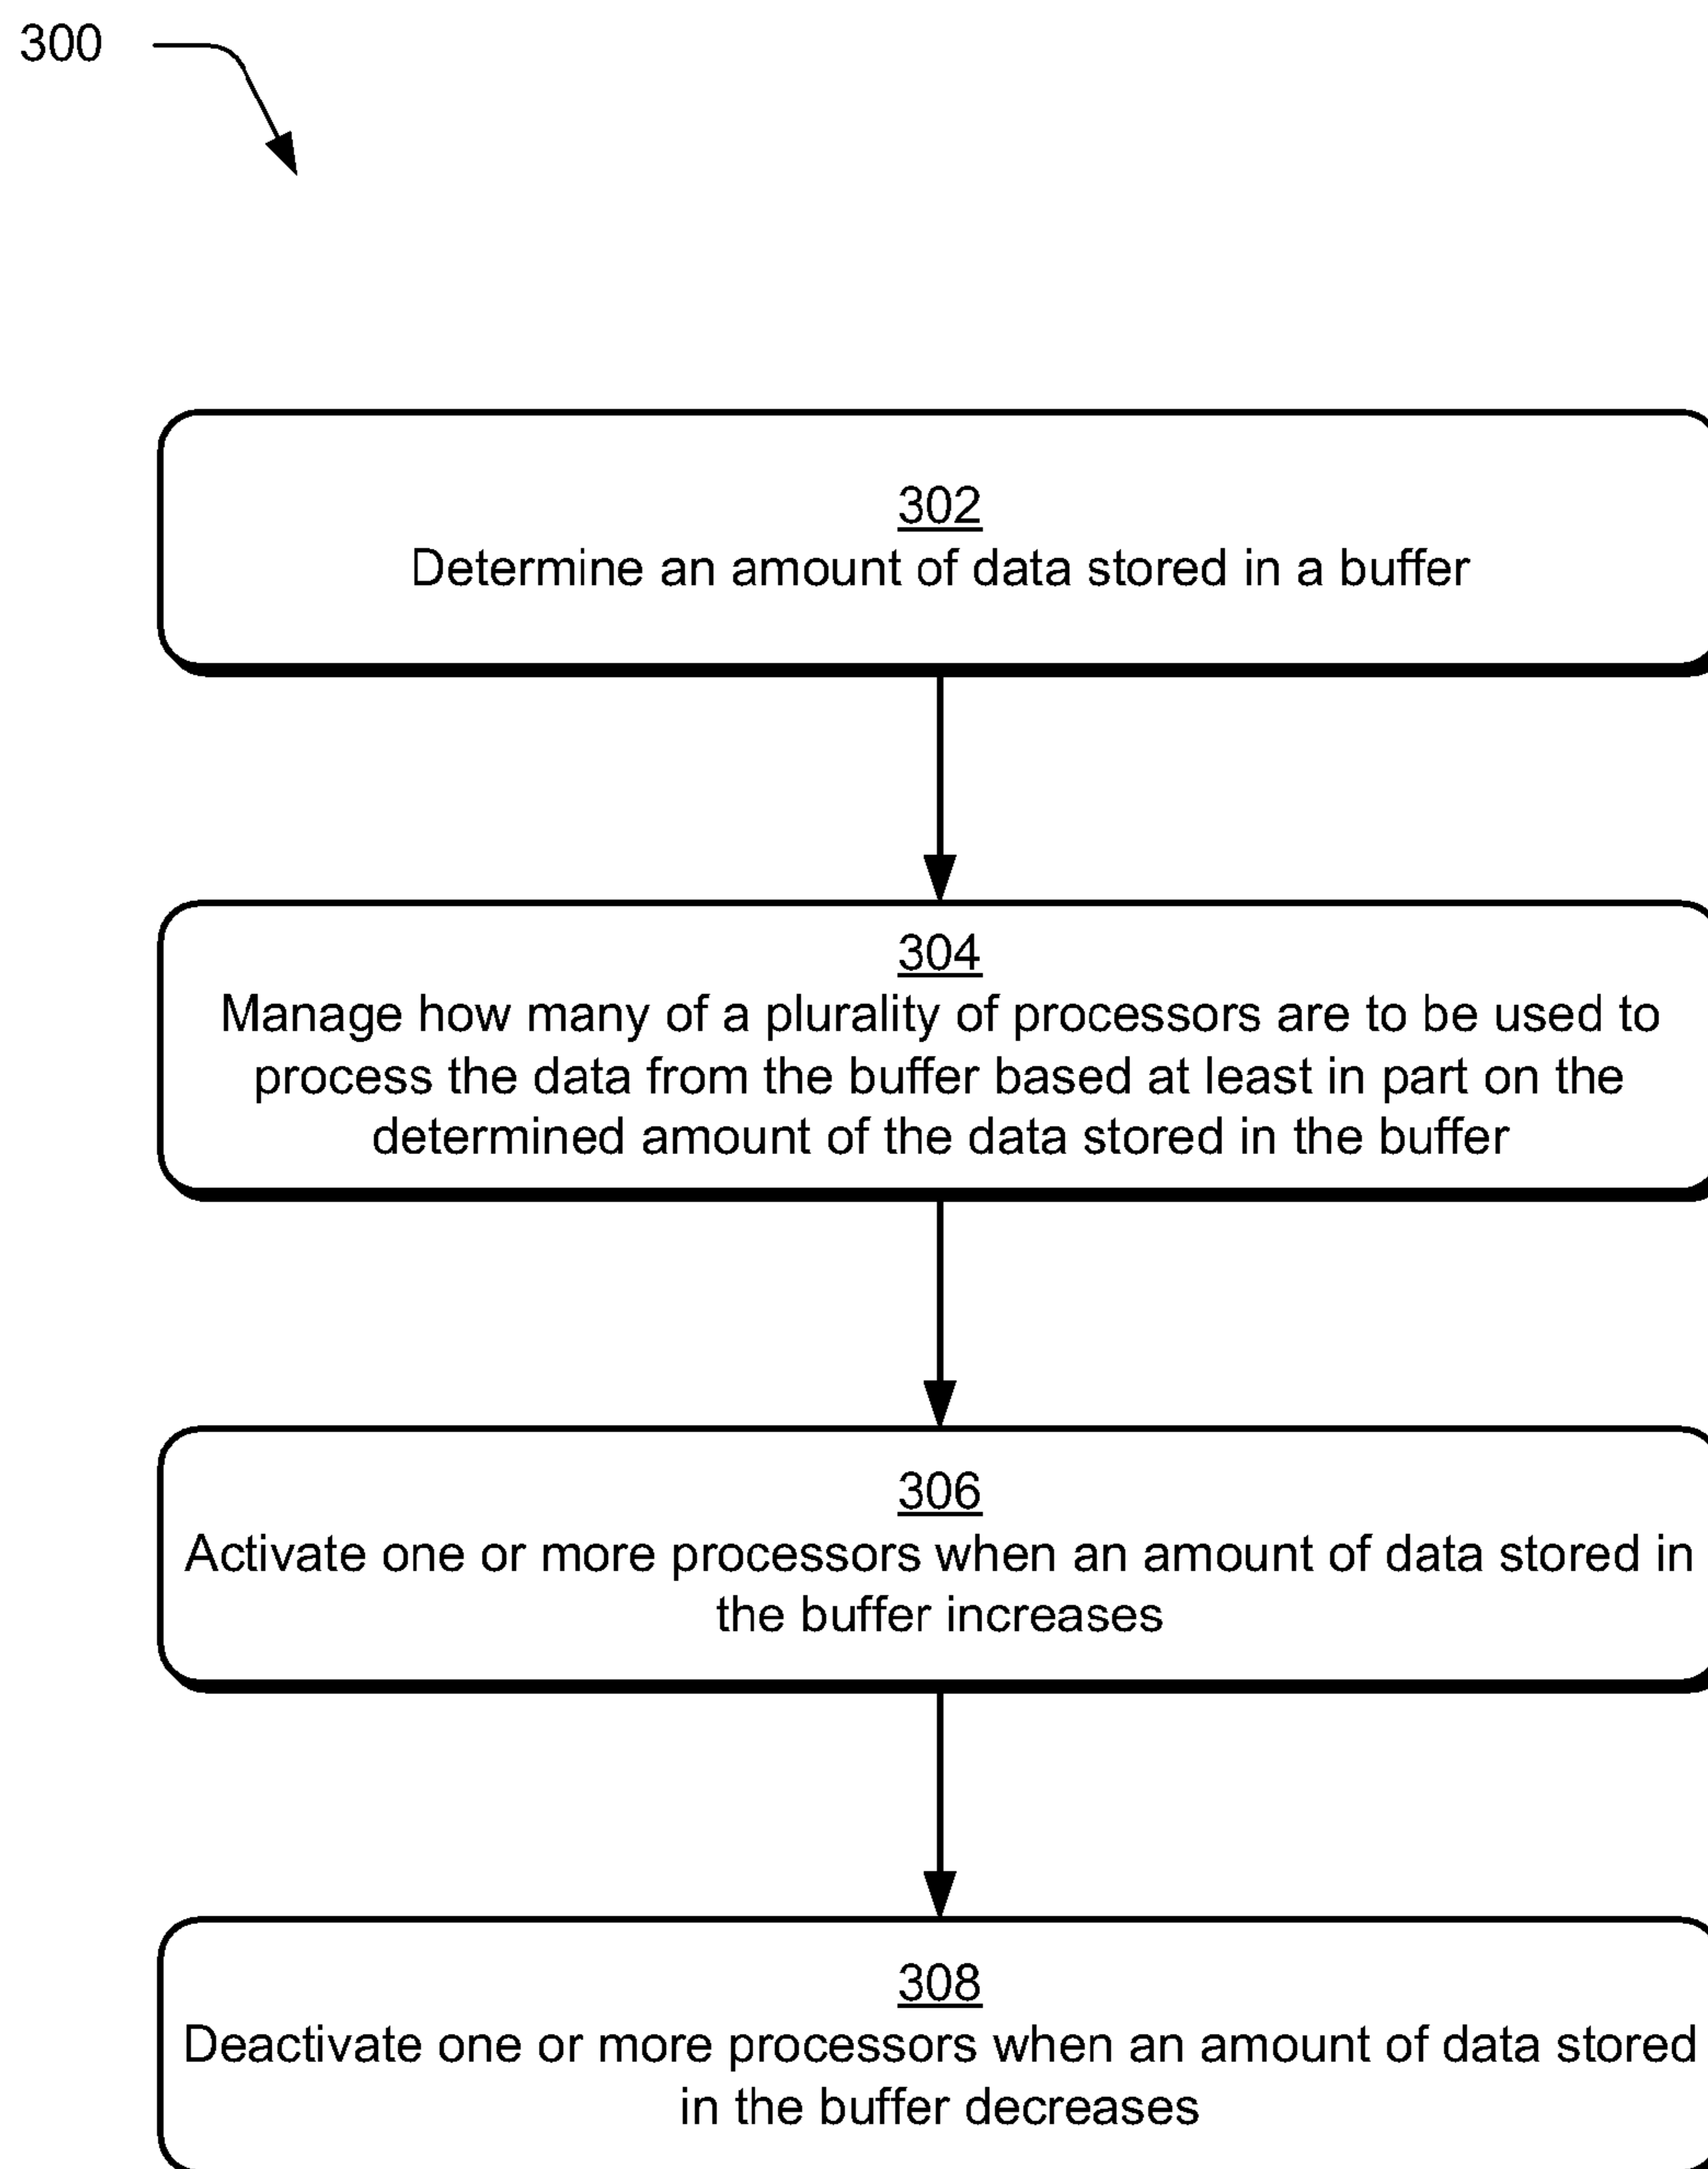 300
302
Determine an amount of data stored in a buffer
304
Manage how many of a plurality of processors are to be used to
process the data from the buffer based at least in part on the
determined amount of the data stored in the buffer
306
Activate one or more processors when an amount of data stored in
the buffer increases
308
Deactivate one or more processors when an amount of data stored
in the buffer decreases